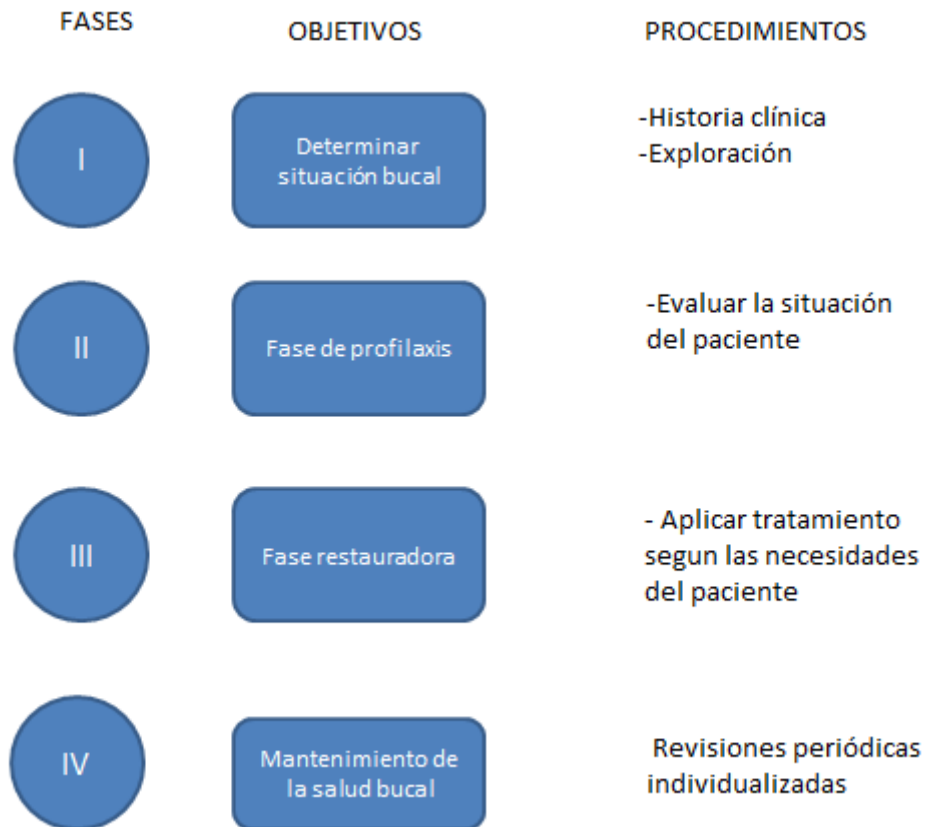 FASES
OBJETIVOS
PROCEDIMIENTOS
I
Determinar
situación bucal
-Historia clínica
-Exploración
II
Fase de profilaxis
-Evaluar la situación
del paciente
III
Fase restauradora
- Aplicar tratamiento
segun las necesidades
del paciente
IV
Mantenimiento de
la salud bucal
Revisiones periódicas
individualizadas